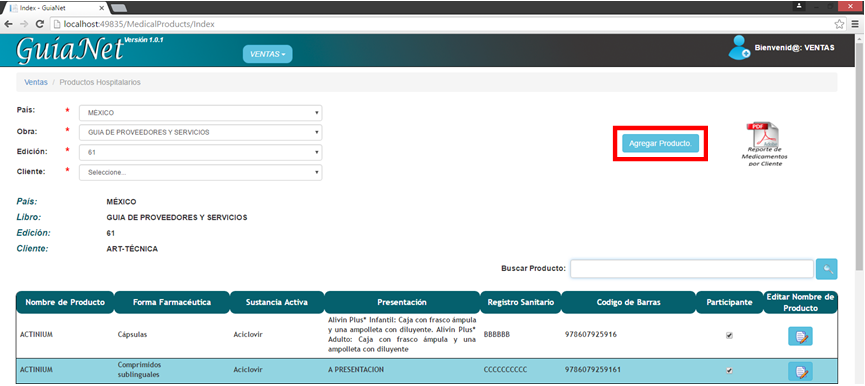 Index - GuiaNet
localhost:49835/MedicalProducts/Index
GuíaNet Versión 1.0.1
VENTAS
Bienvenid@: VENTAS
Ventas / Productos Hospitalarios
País: * MÉXICO
Obra: * GUIA DE PROVEEDORES Y SERVICIOS
Edición: * 61
Cliente: * Seleccione...
Agregar Producto
PDF
Adobe
Reporte de
Medicamentos
por Cliente
País: MÉXICO
Libro: GUIA DE PROVEEDORES Y SERVICIOS
Edición: 61
Cliente: ART-TÉCNICA
Buscar Producto:
Nombre de Producto Forma Farmacéutica Sustancia Activa Presentación Registro Sanitario Codigo de Barras Participante Editar Nombre de
Producto
ACTINIUM Cápsulas Aciclovir Alivin Plus* Infantil: Caja con frasco ámpula
y una ampolleta con diluyente. Alivin Plus*
Adulto: Caja con frasco ámpula y una
ampolleta con diluyente BBBBBB 978607925916
ACTINIUM Comprimidos
sublinguales Aciclovir A PRESENTACION CCCCCCCCCC 9786079259161